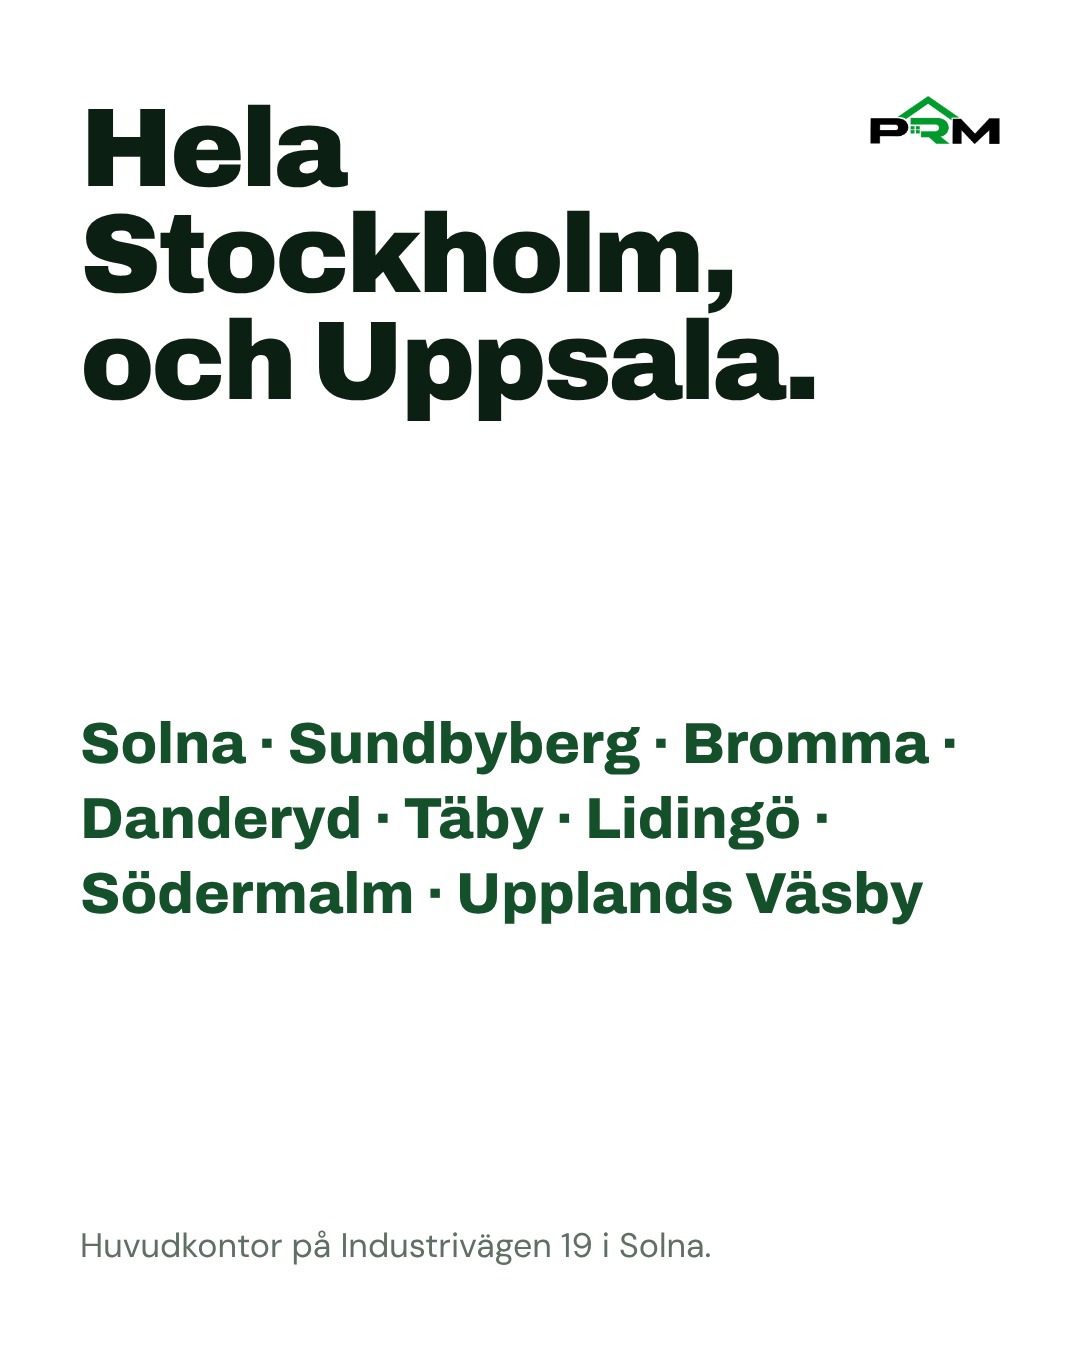 Hela
PRM
Stockholm,
och Uppsala.
Solna · Sundbyberg · Bromma ·
Danderyd · Täby · Lidingö ·
Södermalm · Upplands Väsby
Huvudkontor på Industrivägen 19 i Solna.